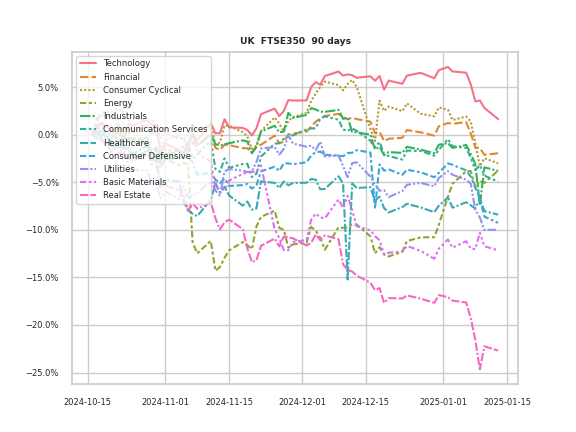 UK FTSE350 90 days
Technology
Financial
Consumer Cyclical
Energy
Industrials
Communication Services
Healthcare
Consumer Defensive
Utilities
Basic Materials
Real Estate
5.0%
0.0%
−5.0%
−10.0%
−15.0%
−20.0%
−25.0%
2024-10-15
2024-11-01
2024-11-15
2024-12-01
2024-12-15
2025-01-01
2025-01-15